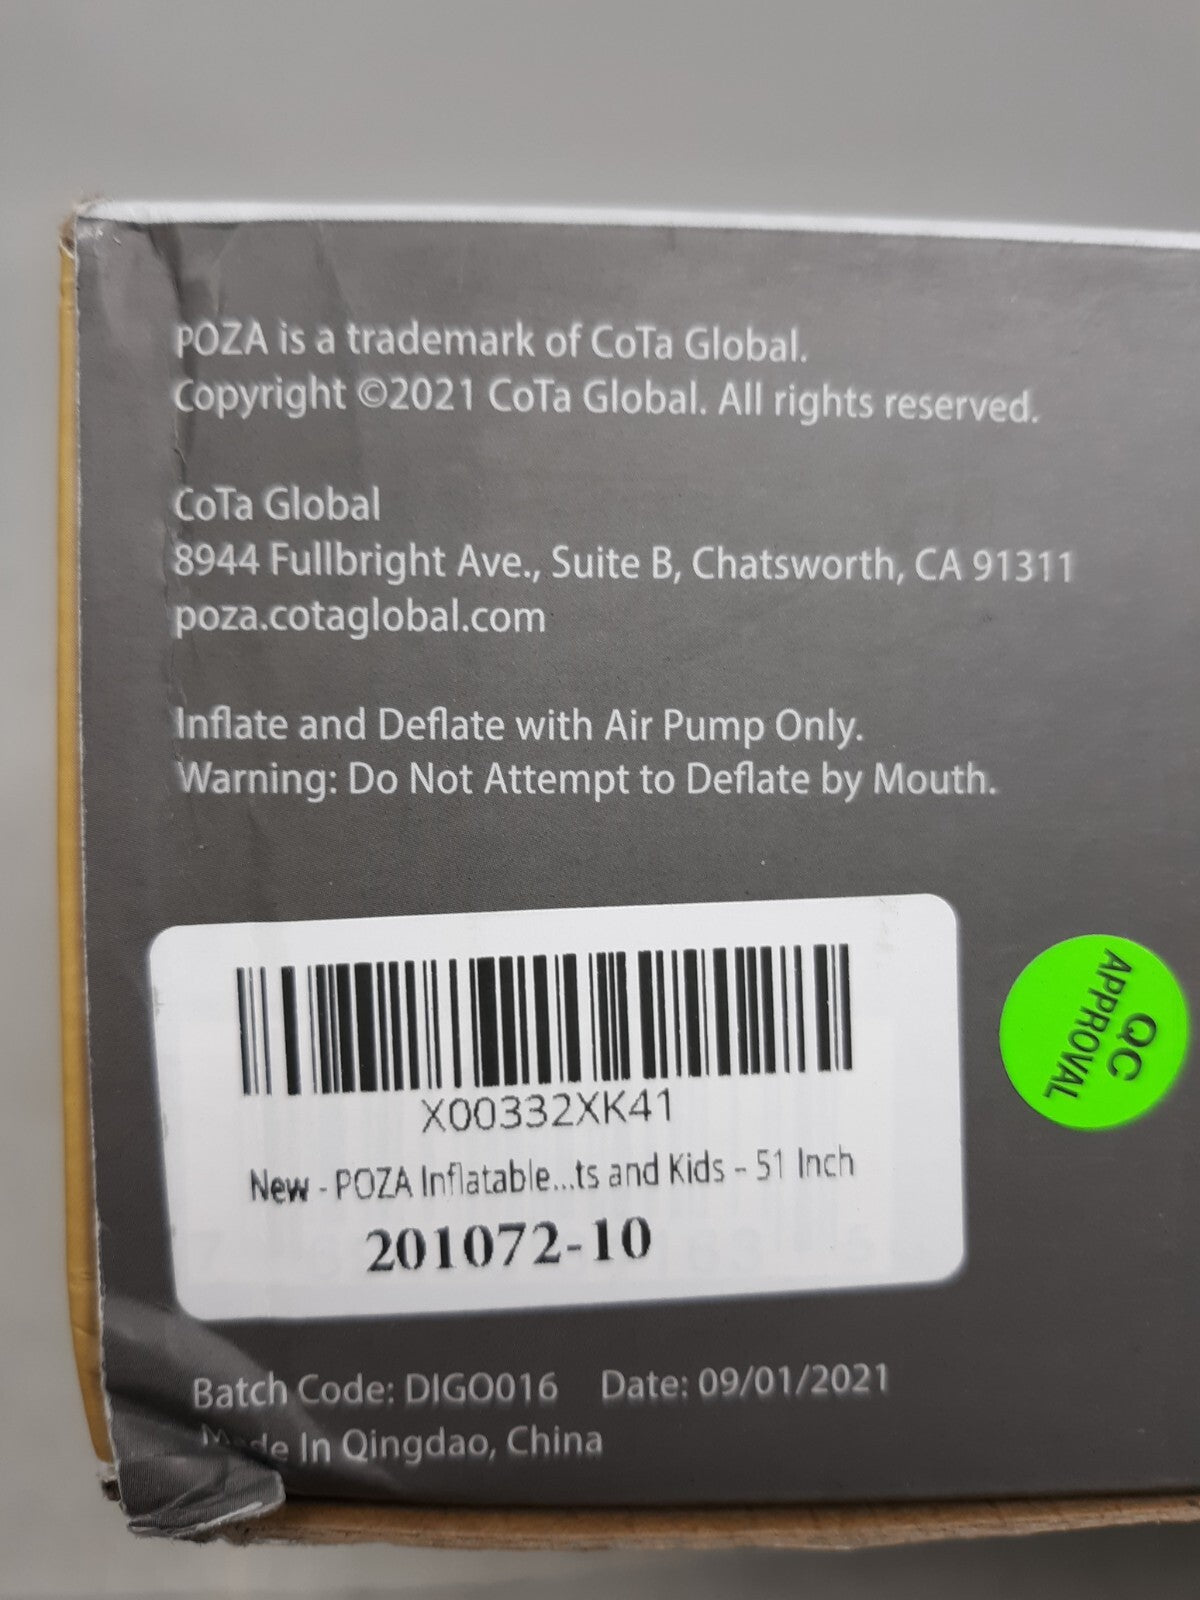 POZA is a trademark of CoTa Global.
Copyright ©2021 CoTa Global. All rights reserved.
CoTa Global
8944 Fullbright Ave., Suite B, Chatsworth, CA 91311
poza.cotaglobal.com
Inflate and Deflate with Air Pump Only.
Warning: Do Not Attempt to Deflate by Mouth.
X00332XK41
New - POZA Inflatable...ts and Kids – 51 Inch
201072-10
QC
APPROVAL
Batch Code: DIGO016 Date: 09/01/2021
Made In Qingdao, China